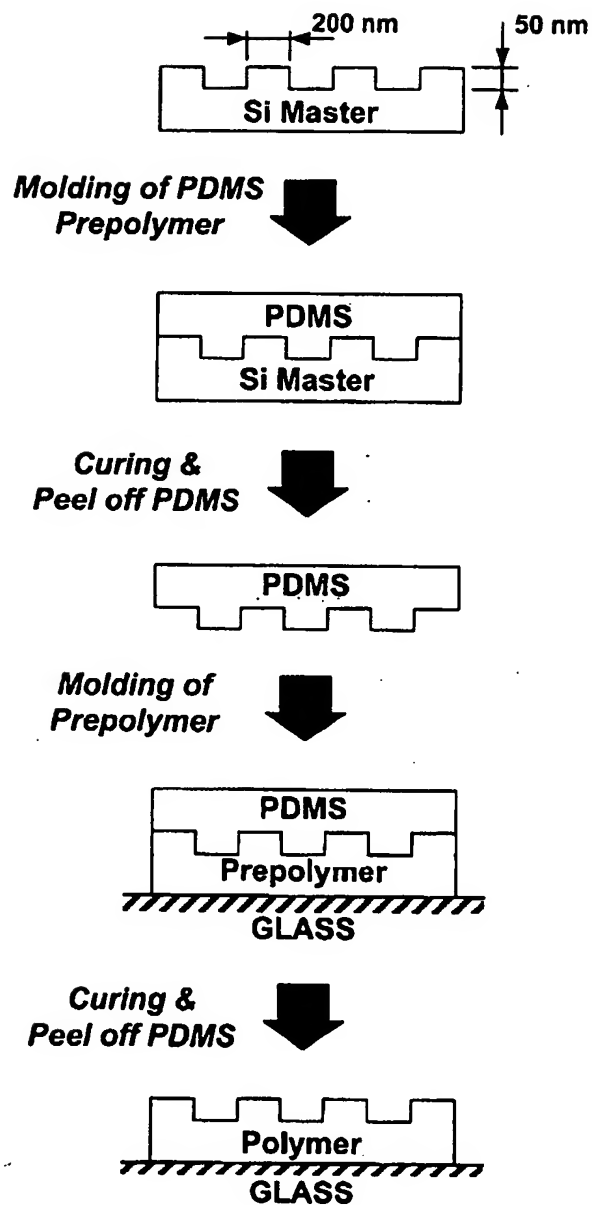 200 nm
50 nm
Si Master
Molding of PDMS
Prepolymer
PDMS
Si Master
Curing &
Peel off PDMS
PDMS
Molding of
Prepolymer
PDMS
Prepolymer
GLASS
Curing &
Peel off PDMS
Polymer
GLASS